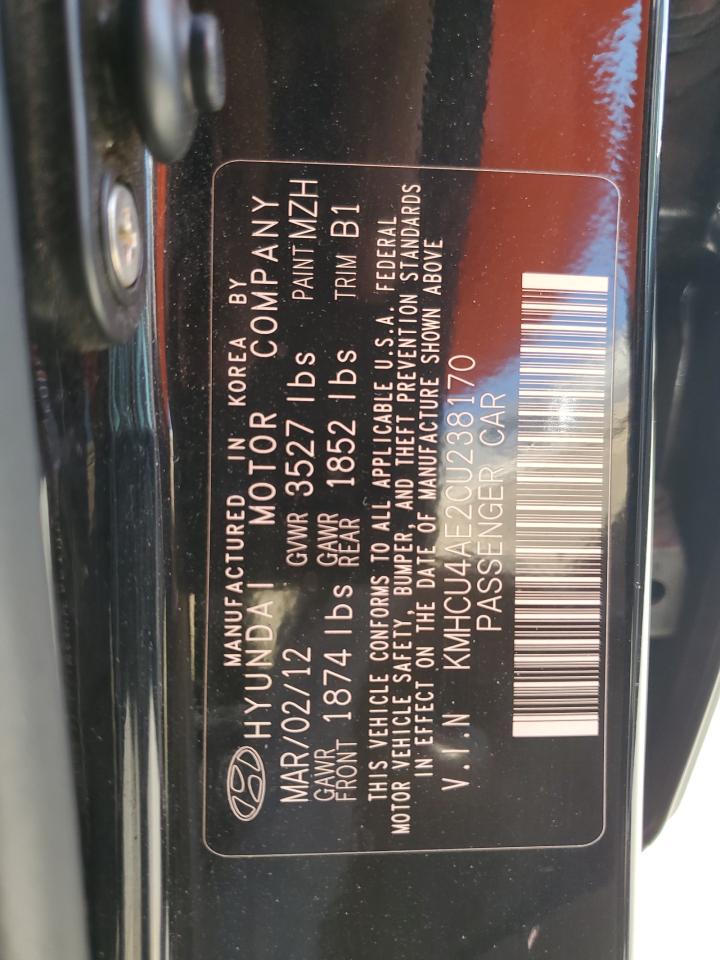 MANUFACTURED IN KOREA BY
HYUNDAI MOTOR COMPANY
MAR/02/12 GVWR 3527 lbs PAINT MZH
GAWR FRONT 1874 lbs GAWR REAR 1852 lbs TRIM B1
THIS VEHICLE CONFORMS TO ALL APPLICABLE U.S.A. FEDERAL
MOTOR VEHICLE SAFETY, BUMPER, AND THEFT PREVENTION STANDARDS
IN EFFECT ON THE DATE OF MANUFACTURE SHOWN ABOVE
V.I.N KMHCU4AE2CU238170
PASSENGER CAR